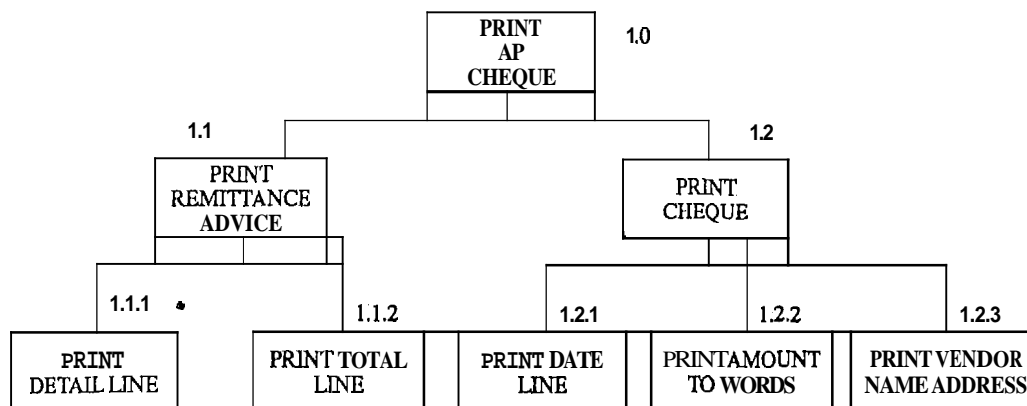 PRINT
AP
CHEQUE
1.0
1.1
PRINT
REMITTANCE
ADVICE
1.2
PRINT
CHEQUE
1.1.1
PRINT
DETAIL LINE
1.1.2
PRINT TOTAL
LINE
1.2.1
PRINT DATE
LINE
1.2.2
PRINTAMOUNT
TO WORDS
1.2.3
PRINT VENDOR
NAME ADDRESS